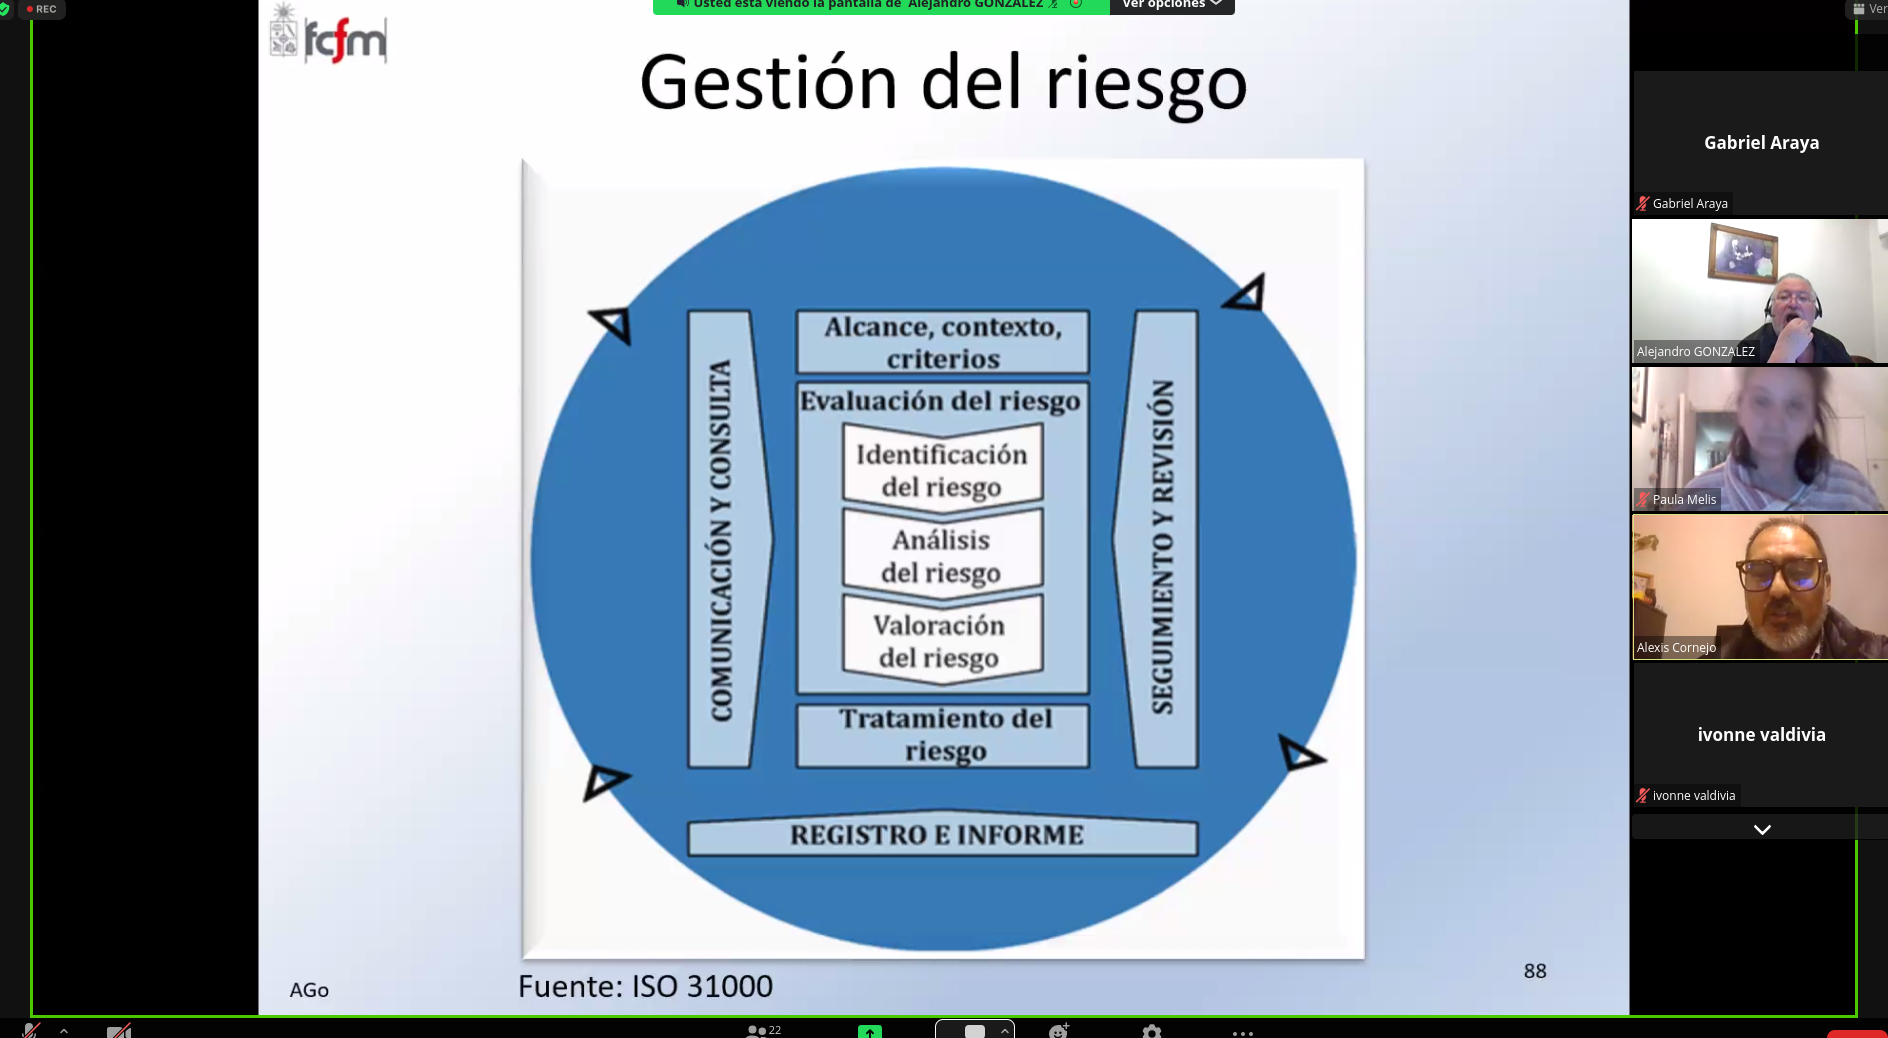 REC
Usted está viendo la pantalla de Alejandro GONZALEZ
Ver opciones
Ver
fcfm
Gestión del riesgo
COMUNICACIÓN Y CONSULTA
Alcance, contexto,
criterios
Evaluación del riesgo
Identificación
del riesgo
Análisis
del riesgo
Valoración
del riesgo
Tratamiento del
riesgo
SEGUIMIENTO Y REVISIÓN
REGISTRO E INFORME
AGo
Fuente: ISO 31000
88
Gabriel Araya
Gabriel Araya
Alejandro GONZALEZ
Paula Melis
Alexis Cornejo
ivonne valdivia
ivonne valdivia
22